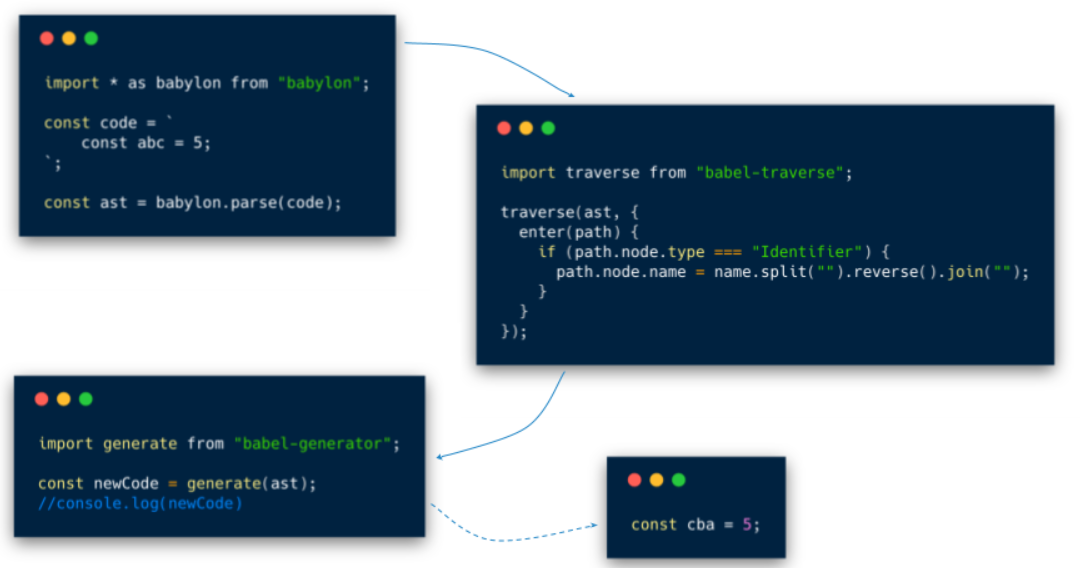 import * as babylon from "babylon";
const code = `
const abc = 5;
`;
const ast = babylon.parse(code);
import traverse from "babel-traverse";
traverse(ast, {
enter(path) {
if (path.node.type === "Identifier") {
path.node.name = name.split("").reverse().join("");
}
}
});
import generate from "babel-generator";
const newCode = generate(ast);
//console.log(newCode)
const cba = 5;